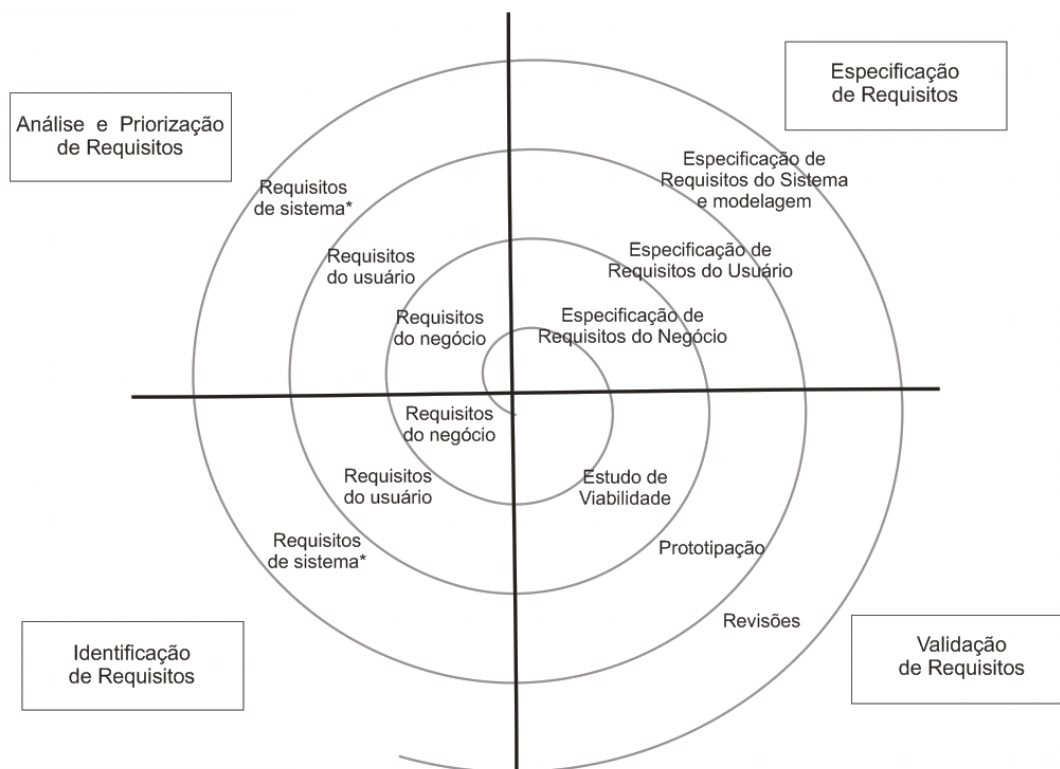 Especificação
de Requisitos
Análise e Priorização
de Requisitos
Especificação de
Requisitos do Sistema
e modelagem
Requisitos
de sistema*
Especificação de
Requisitos do Usuário
Requisitos
do usuário
Especificação de
Requisitos do Negócio
Requisitos
do negócio
Requisitos
do negócio
Requisitos
do usuário
Estudo de
Viabilidade
Requisitos
de sistema*
Prototipação
Revisões
Identificação
de Requisitos
Validação
de Requisitos